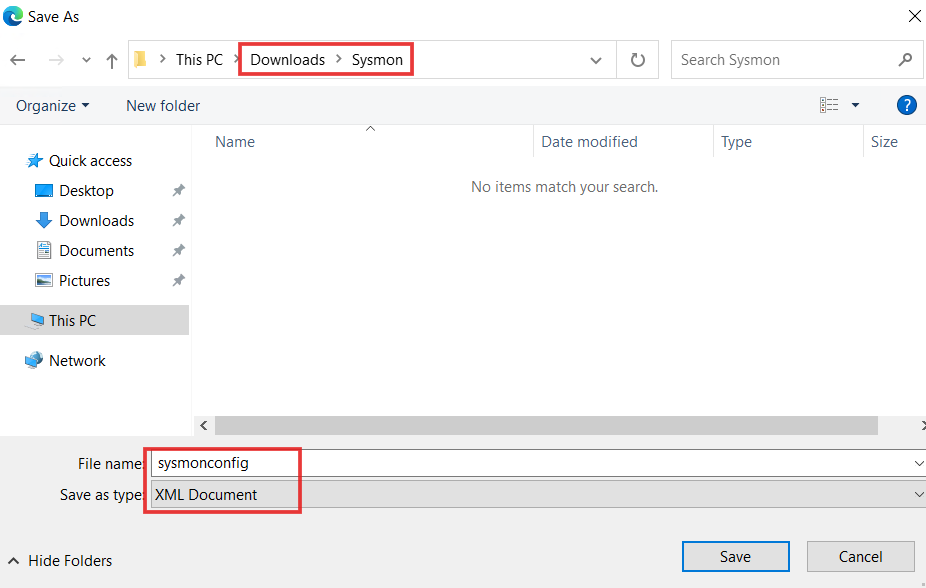 Save As
This PC Downloads Sysmon Search Sysmon
Organize New folder ?
Name Date modified Type Size
Quick access
No items match your search.
Desktop
Downloads
Documents
Pictures
This PC
Network
File name: sysmonconfig
Save as type: XML Document
Hide Folders Save Cancel